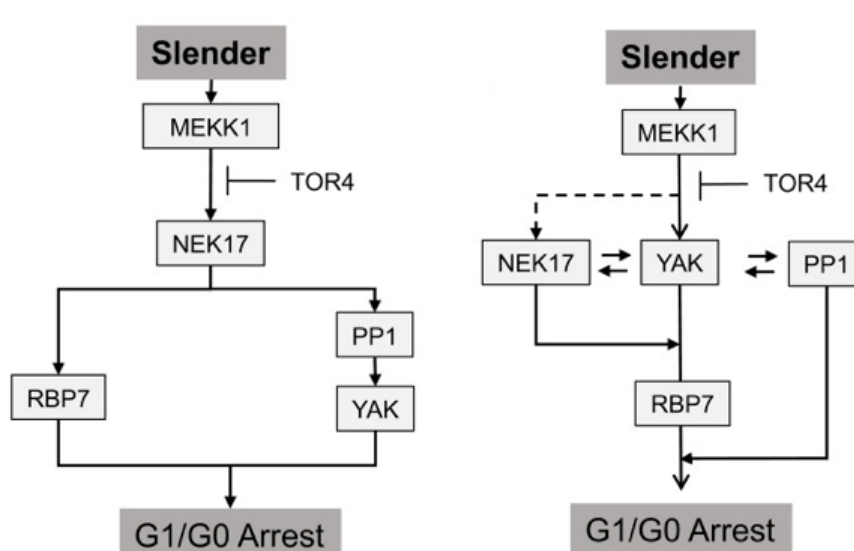 Slender
MEKK1
TOR4
NEK17
PP1
RBP7
YAK
G1/G0 Arrest
Slender
MEKK1
TOR4
NEK17
YAK
PP1
RBP7
G1/G0 Arrest